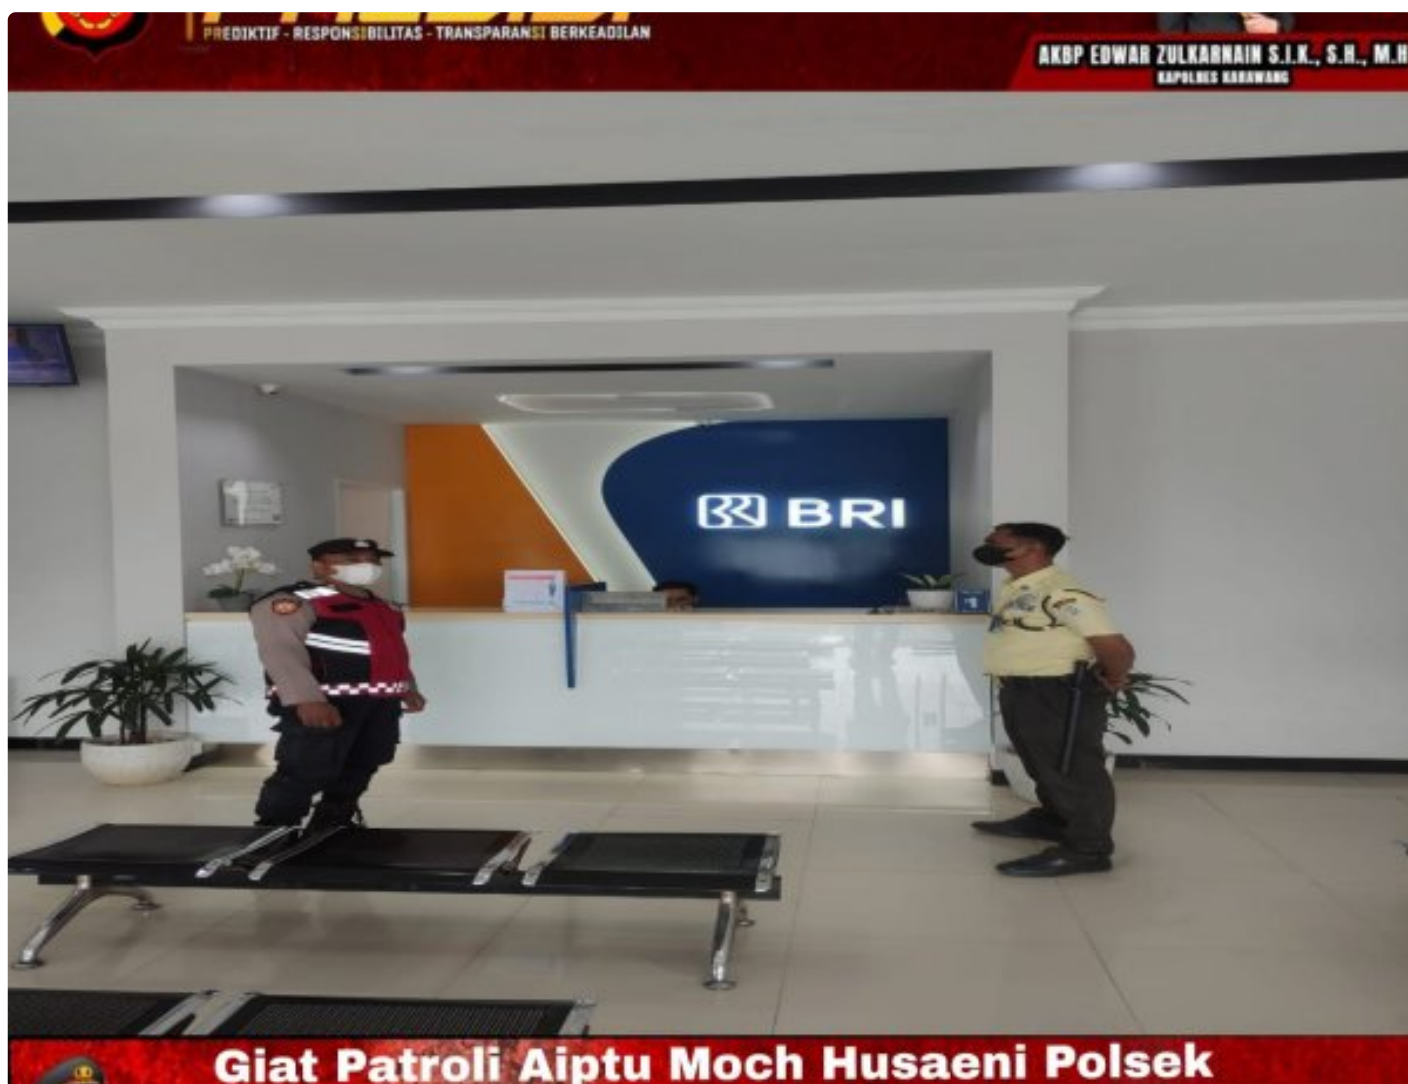 PREDIKTIF - RESPONSIBILITAS - TRANSPARANSI BERKEADILAN
AKBP EDWAR ZULKARNAIN S.I.K., S.H., M.H
KAPOLRES KARAWANG
BRI
Giat Patroli Aiptu Moch Husaeni Polsek